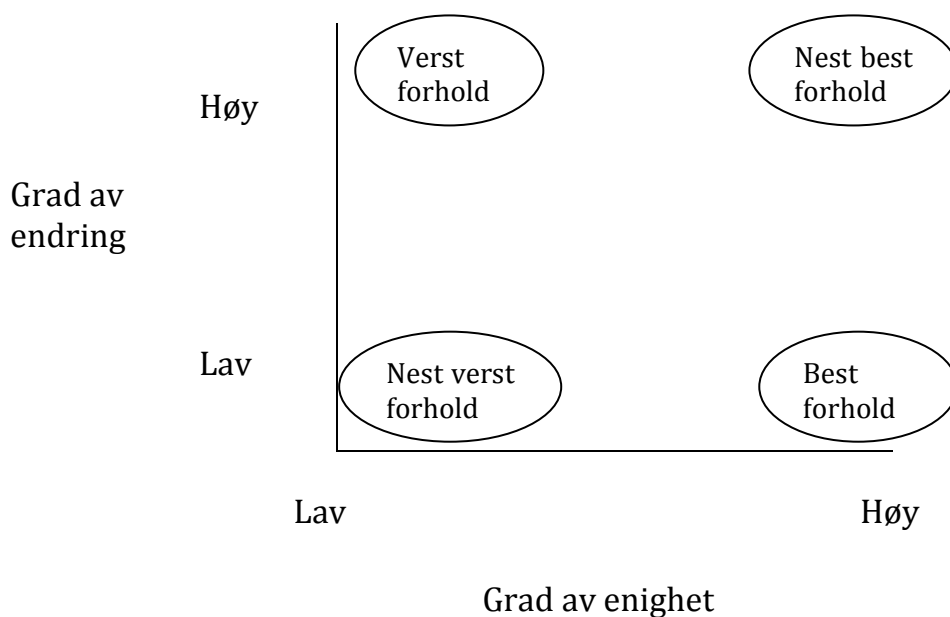 Verst
forhold
Nest best
forhold
Høy
Grad av
endring
Lav
Nest verst
forhold
Best
forhold
Lav
Høy
Grad av enighet